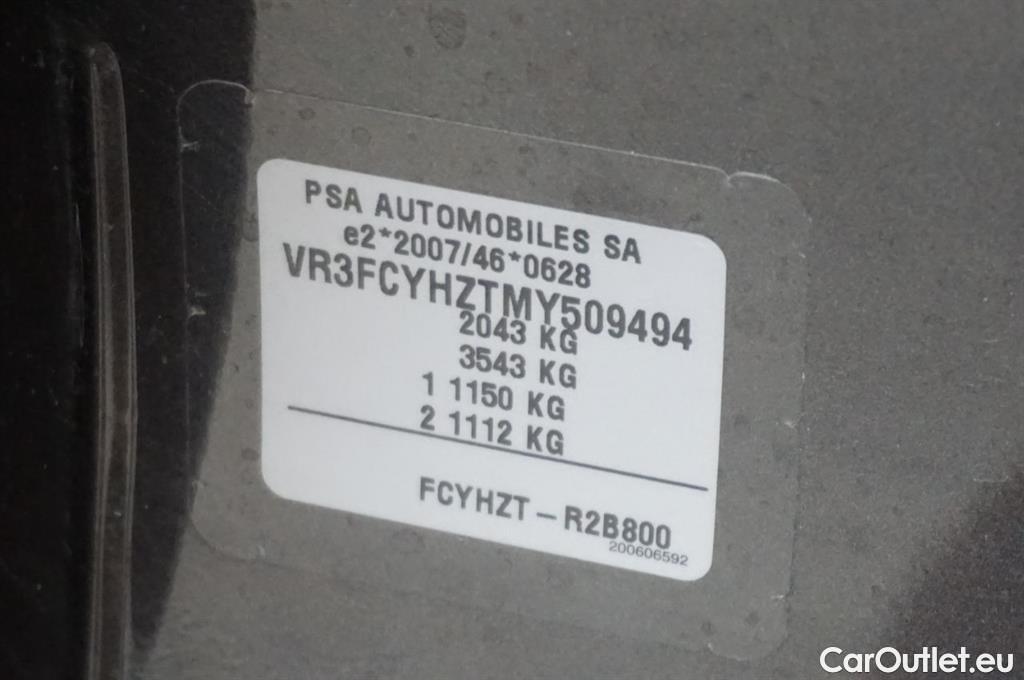 PSA AUTOMOBILES SA
e2*2007/46*0628
VR3FCYHZTMY509494
2043 KG
3543 KG
1 1150 KG
2 1112 KG
FCYHZT – R2B800
200606592
CarOutlet.eu